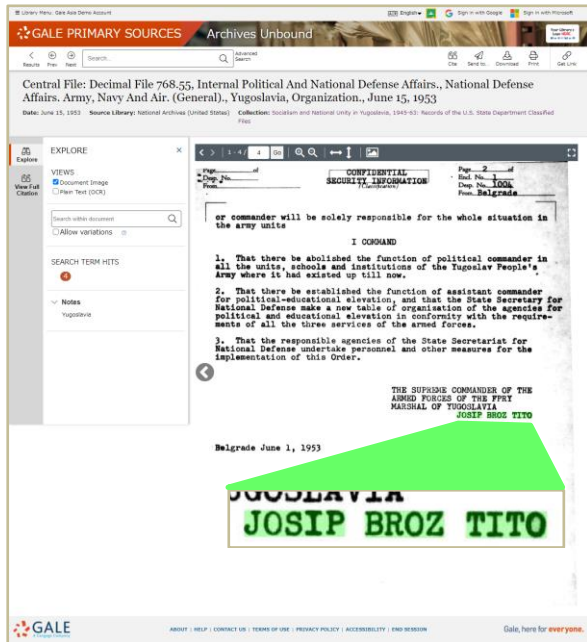 Library Menu: Gale Asia Demo Account
English
Sign in with Google
Sign in with Microsoft
GALE PRIMARY SOURCES
Archives Unbound
Results
Prev
Next
Search...
Advanced Search
Cite
Send to...
Download
Print
Get Link
Central File: Decimal File 768.55, Internal Political And National Defense Affairs., National Defense
Affairs. Army, Navy And Air. (General)., Yugoslavia, Organization., June 15, 1953
Date: June 15, 1953 Source Library: National Archives (United States) Collection: Socialism and National Unity in Yugoslavia, 1945-63: Records of the U.S. State Department Classified
Files
Explore
View Full
Citation
EXPLORE
VIEWS
Document Image
Plain Text (OCR)
Search within document
Allow variations
SEARCH TERM HITS
4
Notes
Yugoslavie
1-4/ 4 Go
Page of
Desp. No.
From
CONFIDENTIAL
SECURITY INFORMATION
(Classification)
Page 2 of
Encl. No. 1
Desp. No. 1004
From Belgrade
or commander will be solely responsible for the whole situation in
the army units
I COMMAND
1. That there be abolished the function of political commander in
all the units, schools and institutions of the Yugoslav People's
Army where it had existed up till now.
2. That there be established the function of assistant commander
for political-educational elevation, and that the State Secretary for
National Defense make a new table of organization of the agencies for
political and educational elevation in conformity with the require-
ments of all the three services of the armed forces.
3. That the responsible agencies of the State Secretariat for
National Defense undertake personnel and other measures for the
implementation of this Order.
THE SUPREME COMMANDER OF THE
ARMED FORCES OF THE FPRY
MARSHAL OF YUGOSLAVIA
JOSIP BROZ TITO
Belgrade June 1, 1953
YUGOSLAVIA
JOSIP BROZ TITO
GALE
A Cengage Company
ABOUT | HELP | CONTACT US | TERMS OF USE | PRIVACY POLICY | ACCESSIBILITY | END SESSION
Gale, here for everyone.